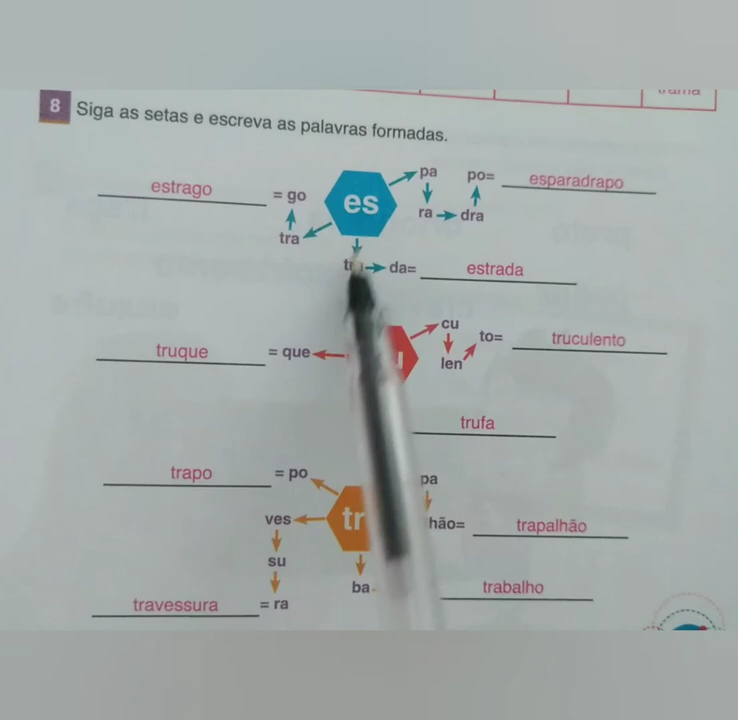 8 Siga as setas e escreva as palavras formadas.
estrago = go
tra
es
pa
ra dra
po= esparadrapo
da= estrada
truque = que
cu
len
to= truculento
trufa
trapo = po
ves
su
travessura = ra
pa
hão= trapalhão
ba
trabalho